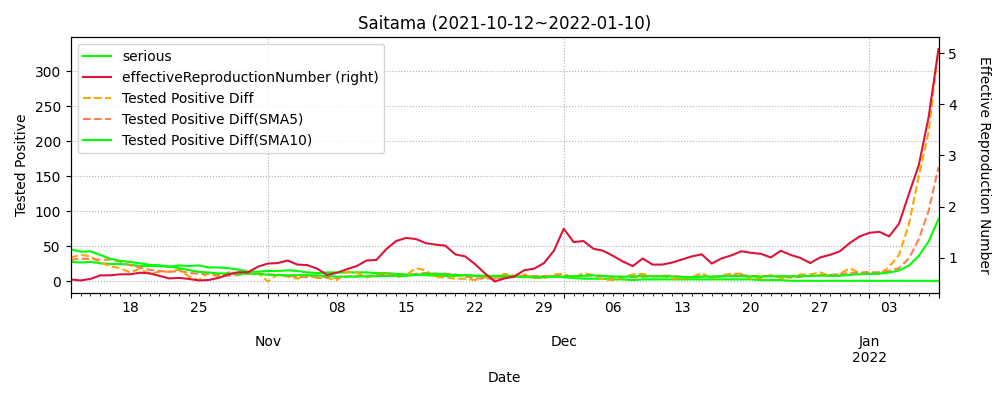 Saitama (2021-10-12~2022-01-10)
serious
effectiveReproductionNumber (right)
Tested Positive Diff
Tested Positive Diff(SMA5)
Tested Positive Diff(SMA10)
Tested Positive
300
250
200
150
100
50
0
5
4
3
2
1
Effective Reproduction Number
18 25 08 15 22 29 06 13 20 27 03
Nov Dec Jan
2022
Date